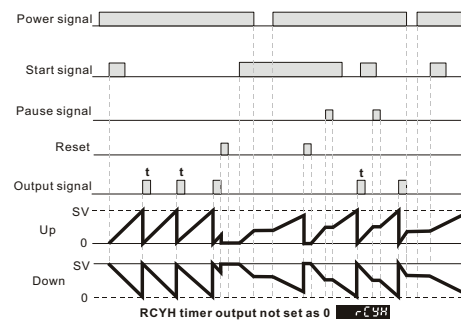 Power signal
Start signal
Pause signal
Reset
t t t
Output signal
SV
Up
0
SV
Down
0
RCYH timer output not set as 0 rCYH